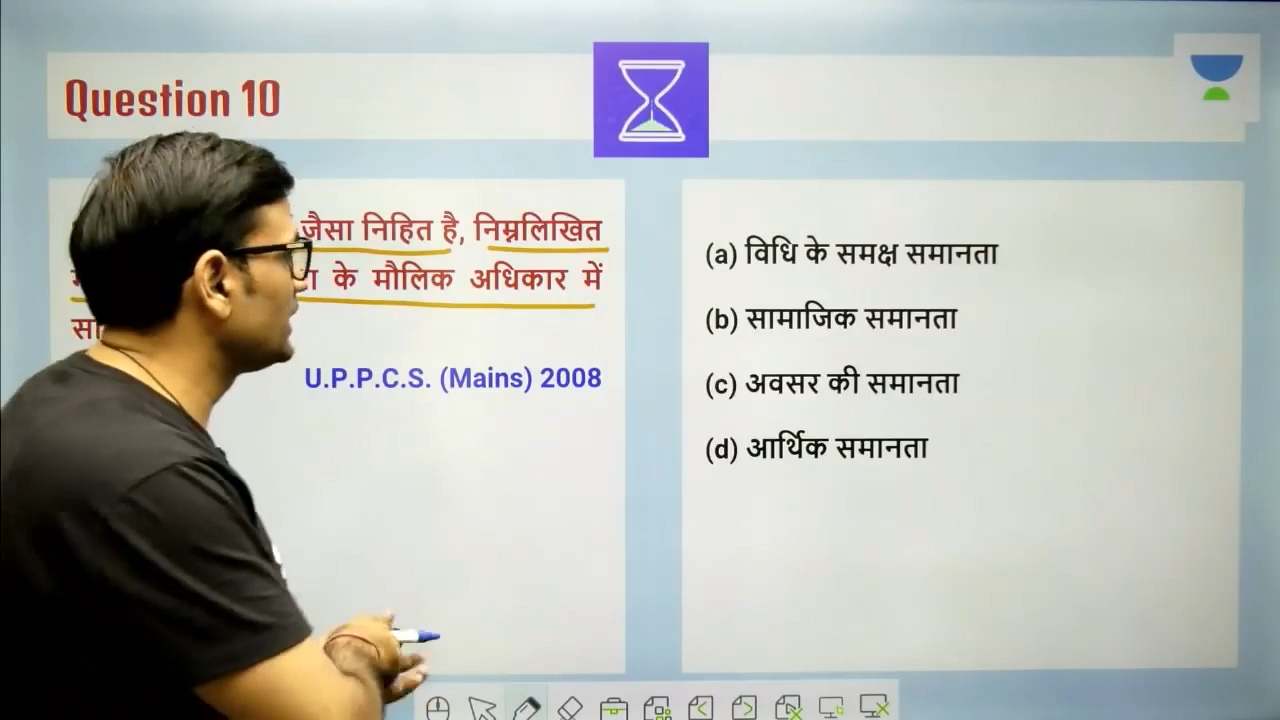 Question 10
जैसा निहित है, निम्नलिखित
के मौलिक अधिकार में
U.P.P.C.S. (Mains) 2008
(a) विधि के समक्ष समानता
(b) सामाजिक समानता
(c) अवसर की समानता
(d) आर्थिक समानता